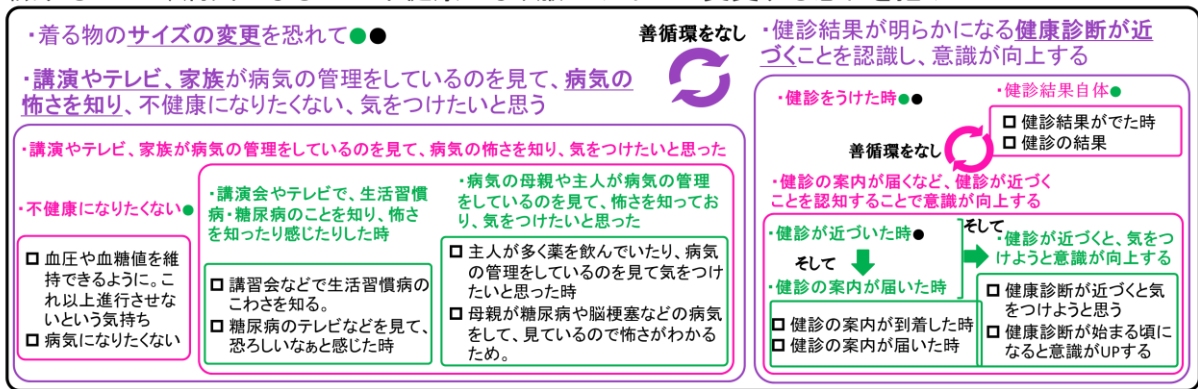 ・着る物のサイズの変更を恐れて●●
・講演やテレビ、家族が病気の管理をしているのを見て、病気の
怖さを知り、不健康になりたくない、気をつけたいと思う
善循環をなし
・健診結果が明らかになる健康診断が近
づくことを認識し、意識が向上する
・講演やテレビ、家族が病気の管理をしているのを見て、病気の怖さを知り、気をつけたいと思った
・不健康になりたくない●
□ 血圧や血糖値を維
持できるように。こ
れ以上進行させな
いという気持ち
□ 病気になりたくない
・講演会やテレビで、生活習慣
病・糖尿病のことを知り、怖さ
を知ったり感じたりした時
□ 講習会などで生活習慣病の
こわさを知る。
□ 糖尿病のテレビなどを見て、
恐ろしいなぁと感じた時
・病気の母親や主人が病気の管理
をしているのを見て、怖さを知ってお
り、気をつけたいと思った
□ 主人が多く薬を飲んでいたり、病気
の管理をしているのを見て気をつけ
たいと思った時
□ 母親が糖尿病や脳梗塞などの病気
をして、見ているので怖さがわかる
ため。
・健診をうけた時●●
・健診結果自体●
□ 健診結果がでた時
□ 健診の結果
善循環をなし
・健診の案内が届くなど、健診が近づく
ことを認知することで意識が向上する
・健診が近づいた時●
そして
・健診の案内が届いた時
□ 健診の案内が到着した時
□ 健診の案内が届いた時
そして
・健診が近づくと、気をつ
けようと意識が向上する
□ 健康診断が近づくと気
をつけようと思う
□ 健康診断が始まる頃に
なると意識がUPする